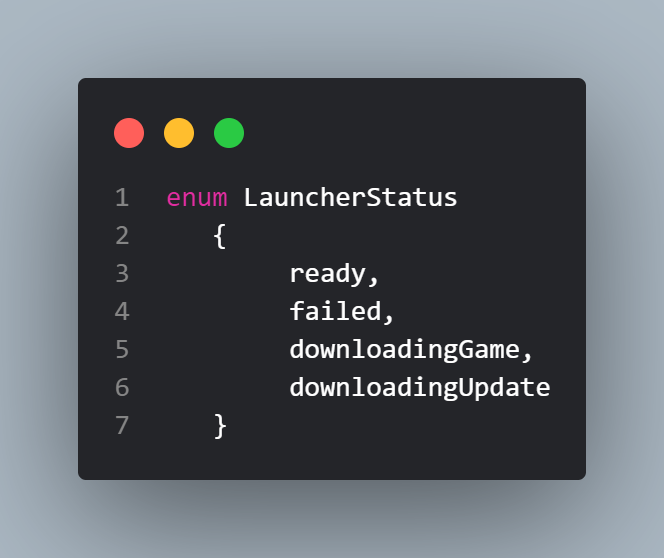 1 enum LauncherStatus
2 {
3 ready,
4 failed,
5 downloadingGame,
6 downloadingUpdate
7 }